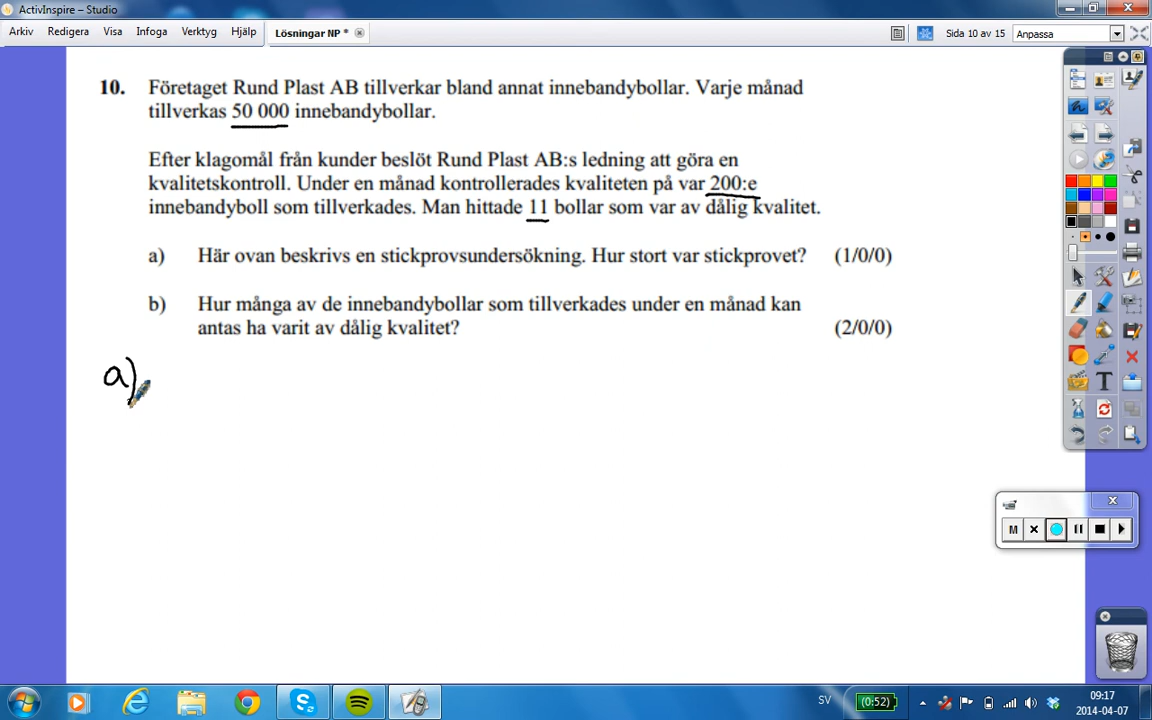 ActivInspire – Studio
Arkiv Redigera Visa Infoga Verktyg Hjälp Lösningar NP * Sida 10 av 15 Anpassa
10. Företaget Rund Plast AB tillverkar bland annat innebandybollar. Varje månad
tillverkas 50 000 innebandybollar.
Efter klagomål från kunder beslöt Rund Plast AB:s ledning att göra en
kvalitetskontroll. Under en månad kontrollerades kvaliteten på var 200:e
innebandyboll som tillverkades. Man hittade 11 bollar som var av dålig kvalitet.
a) Här ovan beskrivs en stickprovsundersökning. Hur stort var stickprovet? (1/0/0)
b) Hur många av de innebandybollar som tillverkades under en månad kan
antas ha varit av dålig kvalitet? (2/0/0)
a)
M
SV (0:52) 09:17
2014-04-07